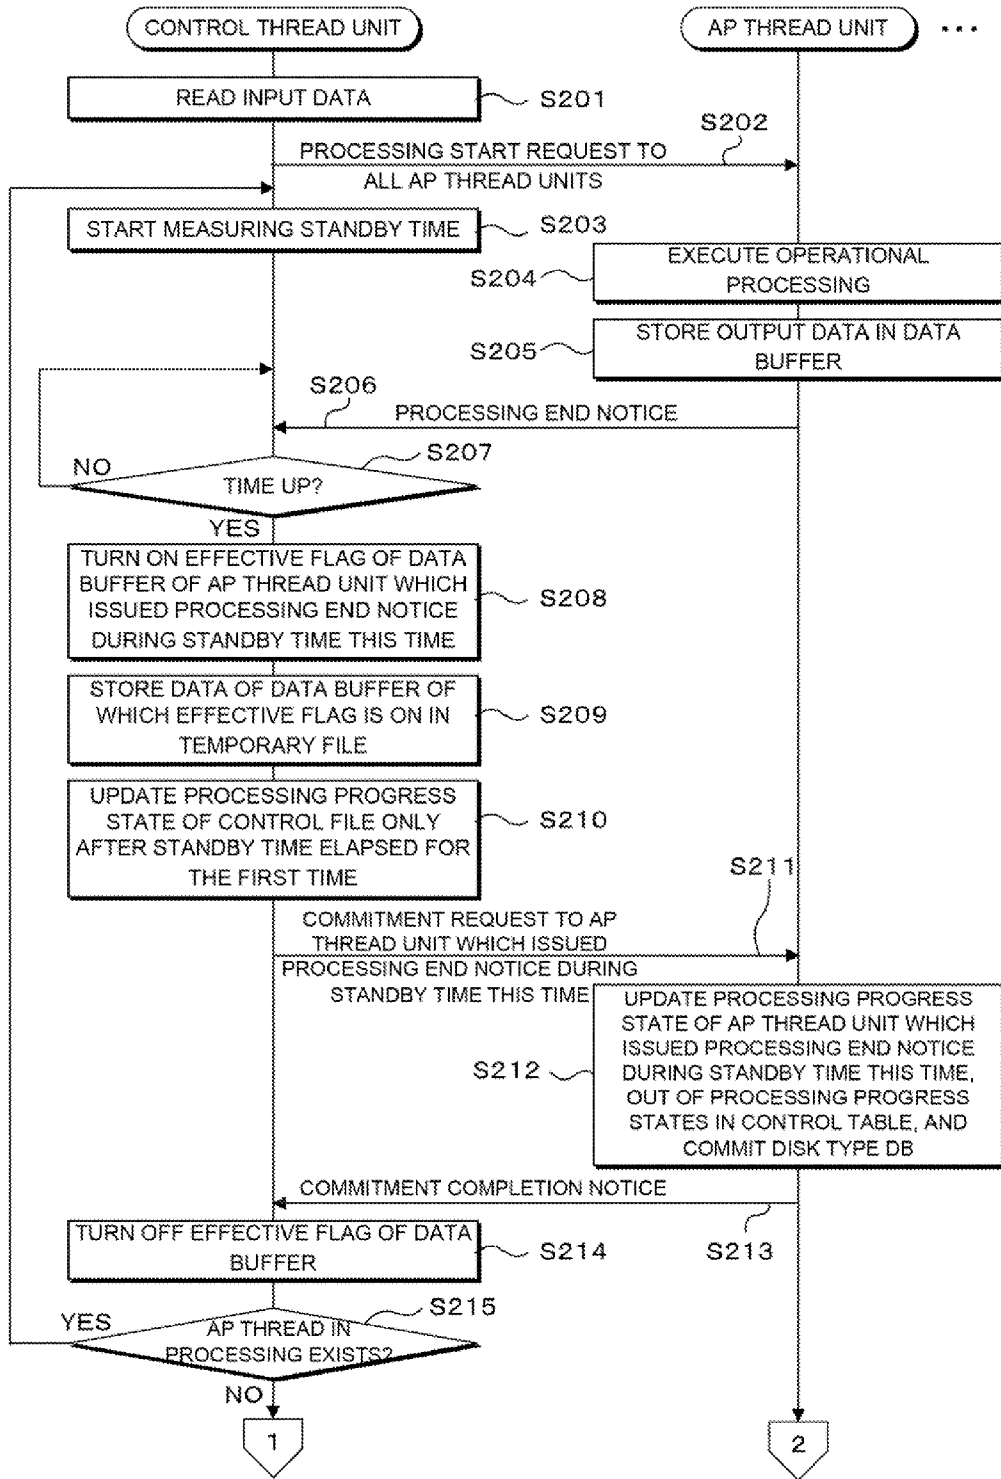 CONTROL THREAD UNIT
AP THREAD UNIT
...
READ INPUT DATA
S201
S202
PROCESSING START REQUEST TO
ALL AP THREAD UNITS
START MEASURING STANDBY TIME
S203
EXECUTE OPERATIONAL
PROCESSING
S204
STORE OUTPUT DATA IN DATA
BUFFER
S205
S206
PROCESSING END NOTICE
S207
NO
TIME UP?
YES
TURN ON EFFECTIVE FLAG OF DATA
BUFFER OF AP THREAD UNIT WHICH
ISSUED PROCESSING END NOTICE
DURING STANDBY TIME THIS TIME
S208
STORE DATA OF DATA BUFFER OF
WHICH EFFECTIVE FLAG IS ON IN
TEMPORARY FILE
S209
UPDATE PROCESSING PROGRESS
STATE OF CONTROL FILE ONLY
AFTER STANDBY TIME ELAPSED FOR
THE FIRST TIME
S210
S211
COMMITMENT REQUEST TO AP
THREAD UNIT WHICH ISSUED
PROCESSING END NOTICE DURING
STANDBY TIME THIS TIME
UPDATE PROCESSING PROGRESS
STATE OF AP THREAD UNIT WHICH
ISSUED PROCESSING END NOTICE
DURING STANDBY TIME THIS TIME,
OUT OF PROCESSING PROGRESS
STATES IN CONTROL TABLE, AND
COMMIT DISK TYPE DB
S212
COMMITMENT COMPLETION NOTICE
S213
TURN OFF EFFECTIVE FLAG OF DATA
BUFFER
S214
S215
YES
AP THREAD IN
PROCESSING EXISTS?
NO
1
2